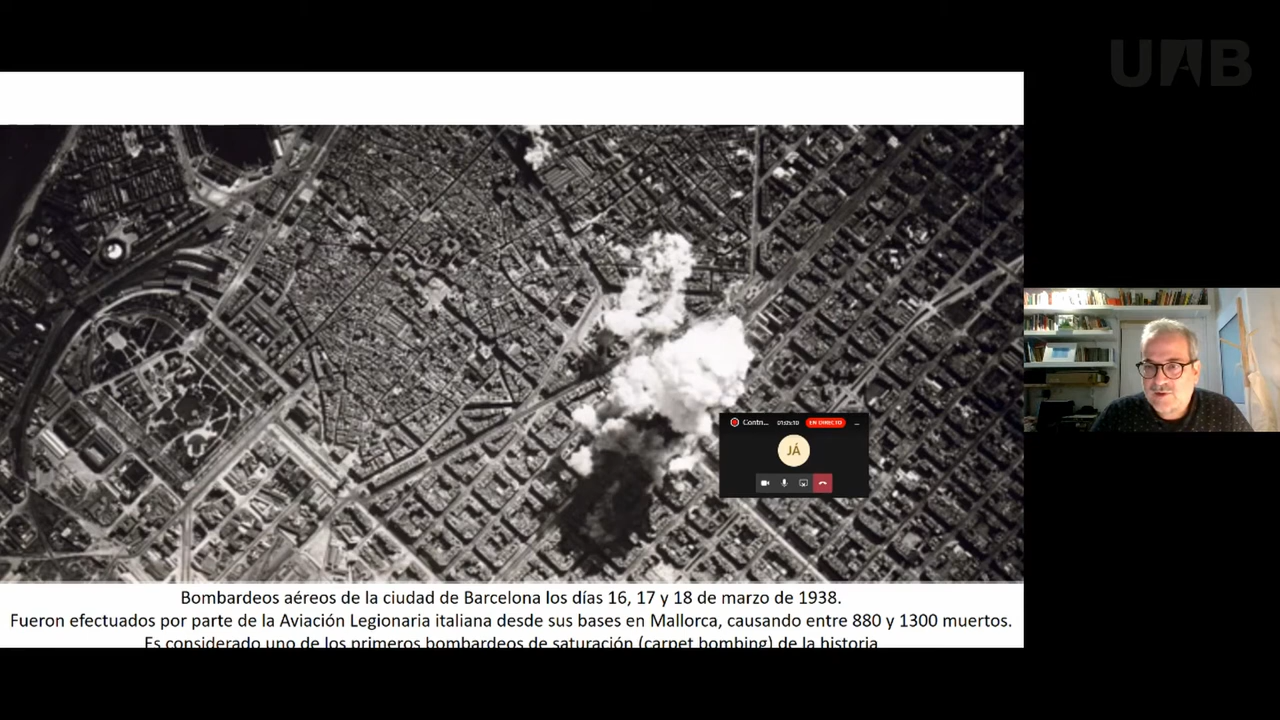 UAB
Contr...
EN DIRECTO
JÁ
Bombardeos aéreos de la ciudad de Barcelona los días 16, 17 y 18 de marzo de 1938.
Fueron efectuados por parte de la Aviación Legionaria italiana desde sus bases en Mallorca, causando entre 880 y 1300 muertos.
Es considerado uno de los primeros bombardeos de saturación (carpet bombing) de la historia